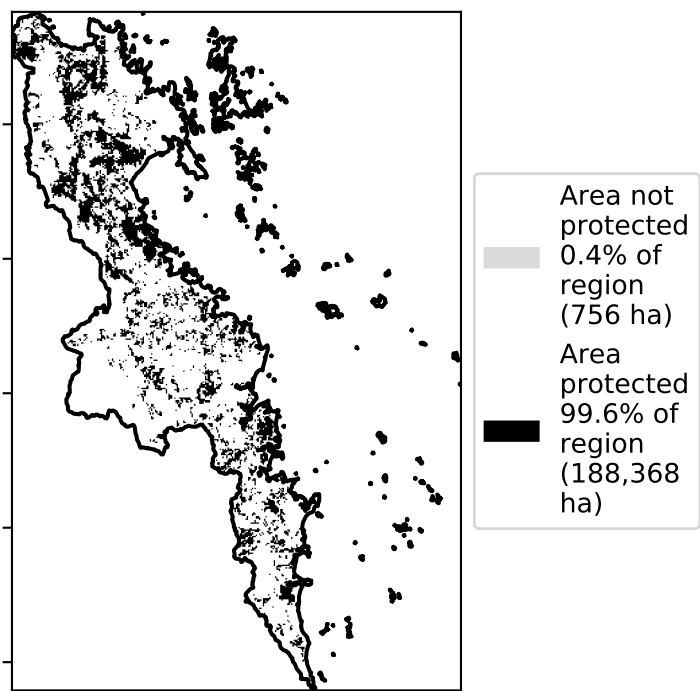 Area not
protected
0.4% of
region
(756 ha)
Area
protected
99.6% of
region
(188,368
ha)